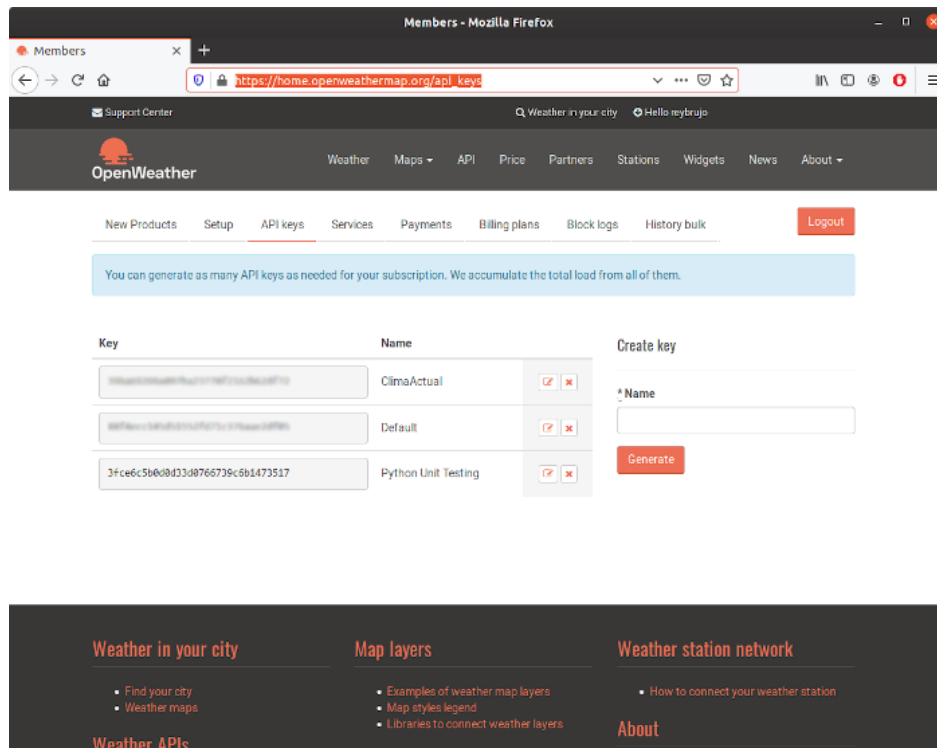 Members - Mozilla Firefox
Members
https://home.openweathermap.org/api_keys
Support Center
Weather in your city
Hello reybrujo
OpenWeather
Weather Maps API Price Partners Stations Widgets News About
New Products Setup API keys Services Payments Billing plans Block logs History bulk Logout
You can generate as many API keys as needed for your subscription. We accumulate the total load from all of them.
Key Name Create key
ClimaActual
* Name
Default
Generate
3fce6c5b0d0d33d0766739c6b1473517 Python Unit Testing
Weather in your city Map layers Weather station network
Find your city Examples of weather map layers How to connect your weather station
Weather maps Map styles legend
Libraries to connect weather layers
About
Weather APIs